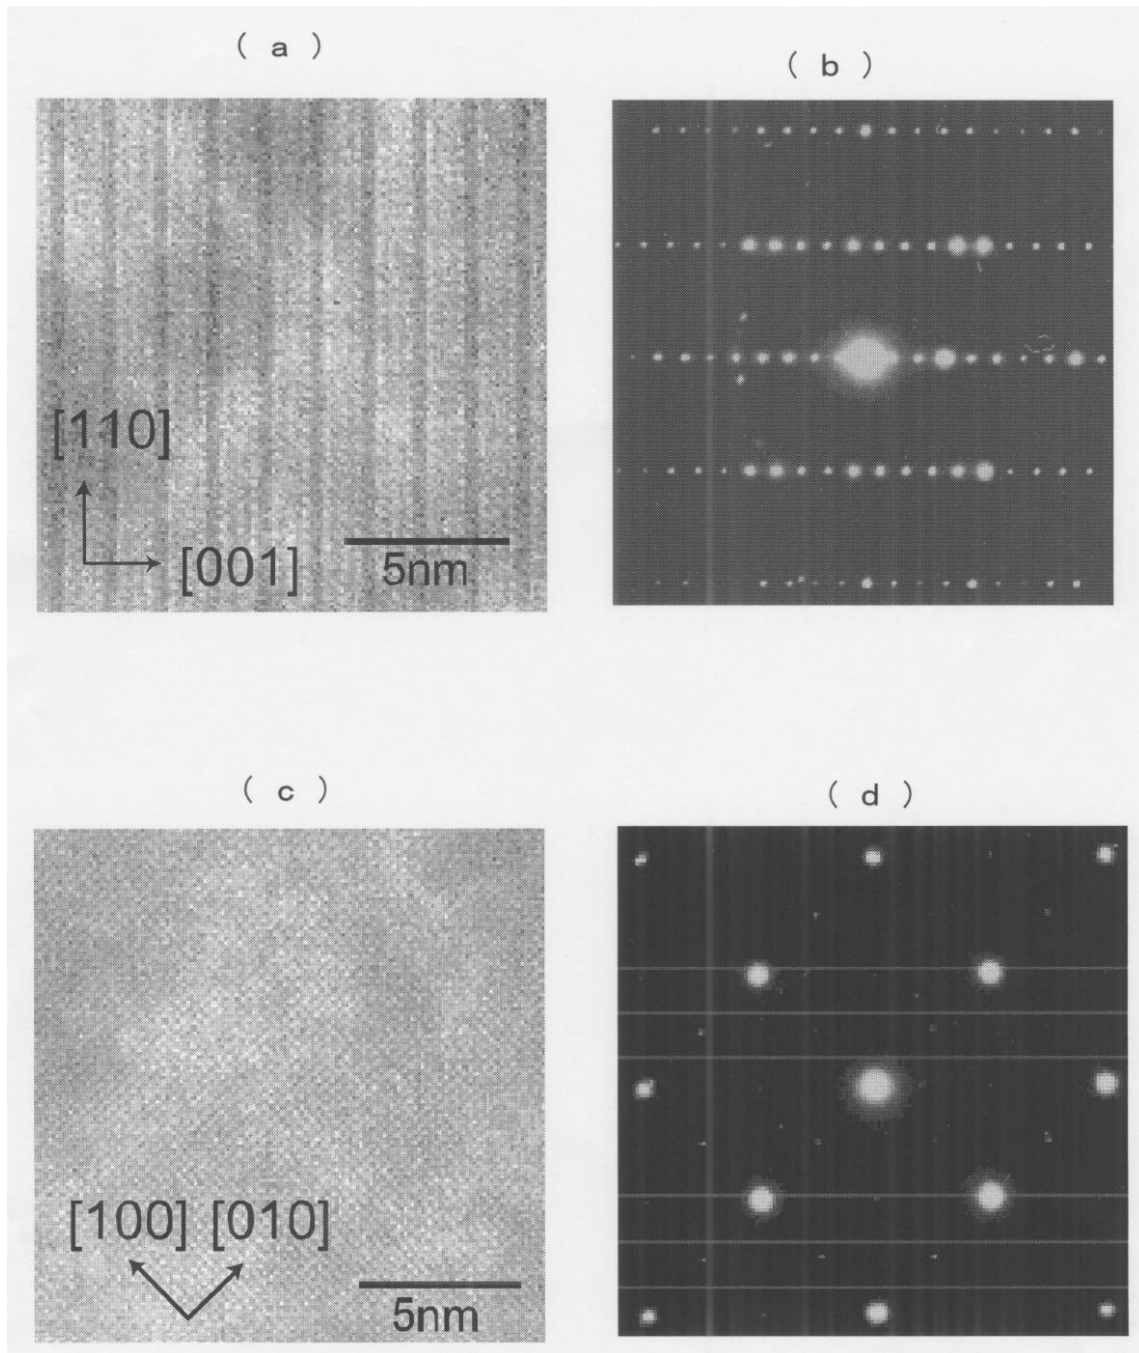 ( a )
( b )
[110]
[001]
5nm
( c )
( d )
[100] [010]
5nm